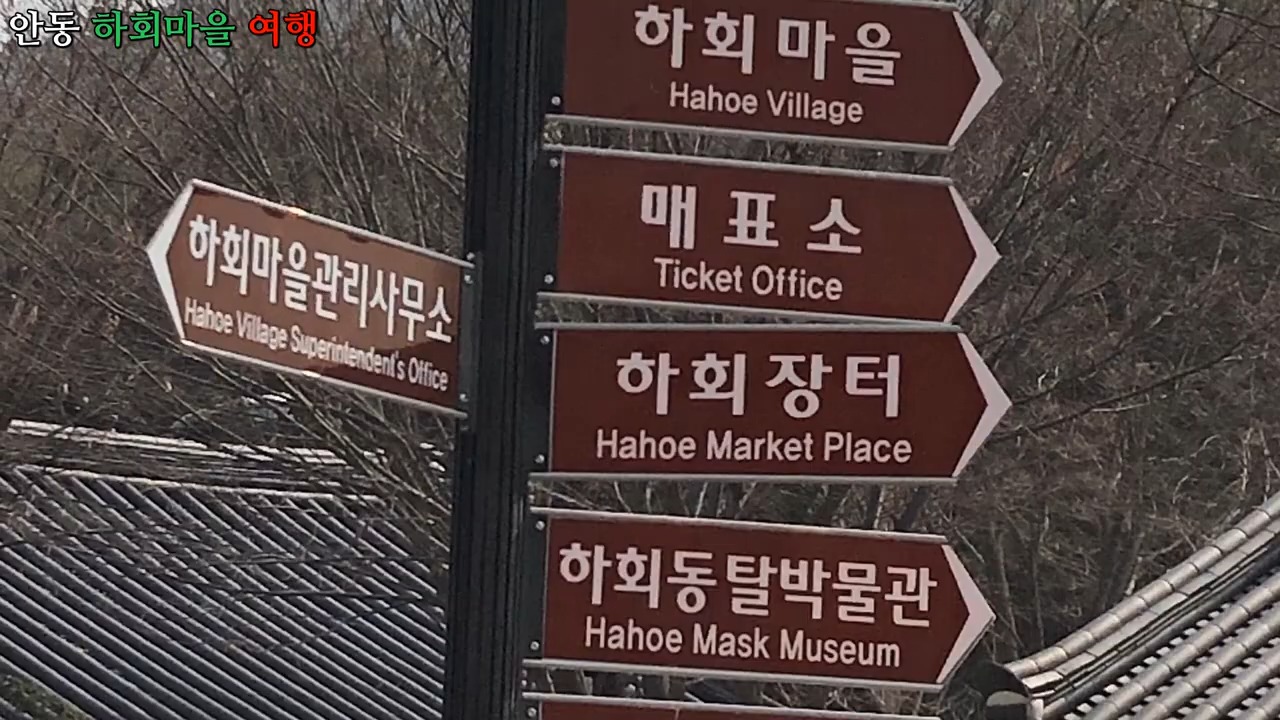 안동 하회마을 여행
하회마을
Hahoe Village
매표소
Ticket Office
하회마을관리사무소
Hahoe Village Superintendent's Office
하회장터
Hahoe Market Place
하회동탈박물관
Hahoe Mask Museum